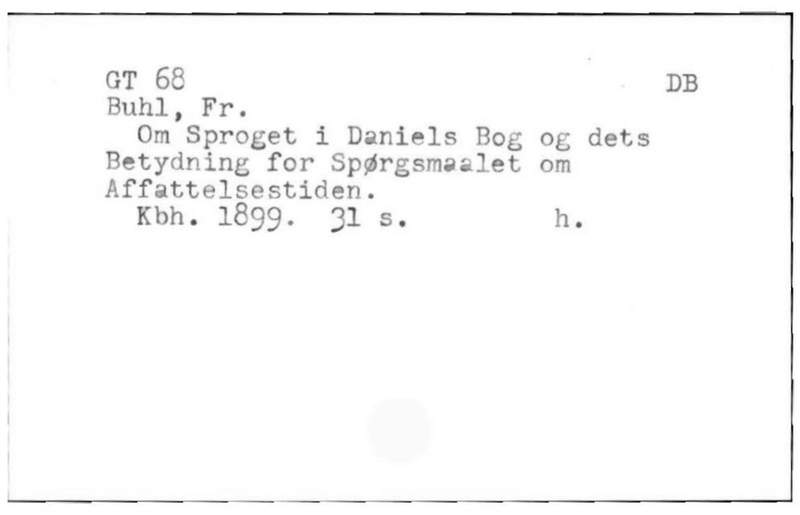 GT 68 DB
Buhl, Fr.
Om Sproget i Daniels Bog og dets
Betydning for Spørgsmaalet om
Affattelsestiden.
Kbh. 1899. 31 s. h.